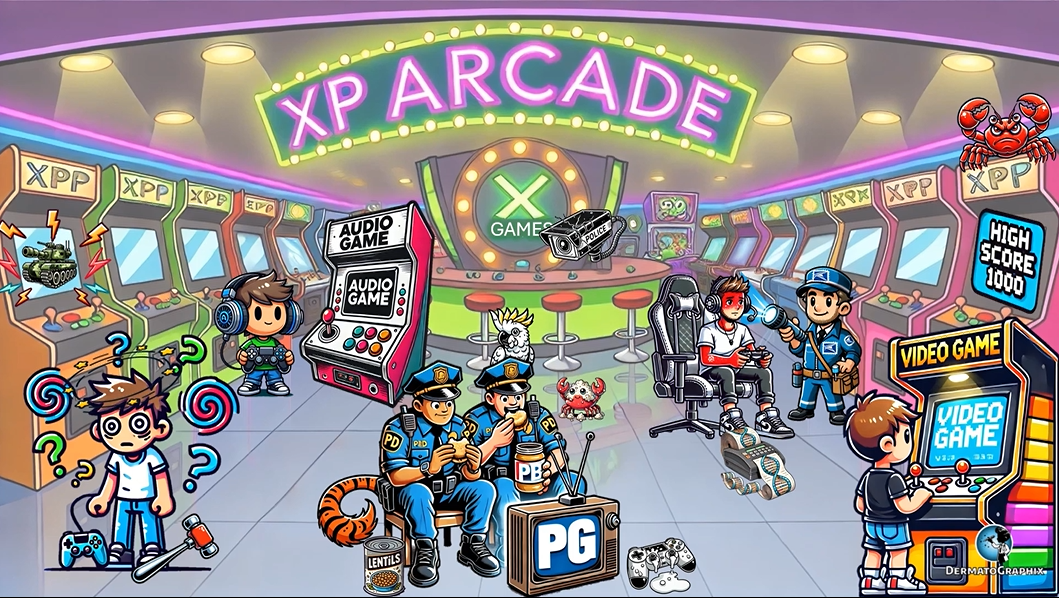 XP ARCADE
XPP
XPP
XPP
XPP
XPP
XPP
X
GAMES
POLICE
AUDIO
GAME
AUDIO
GAME
HIGH
SCORE
1000
VIDEO GAME
VIDEO
GAME
PD
PRD
PD
PB
LENTILS
PG
DERMATOGRAPHIX